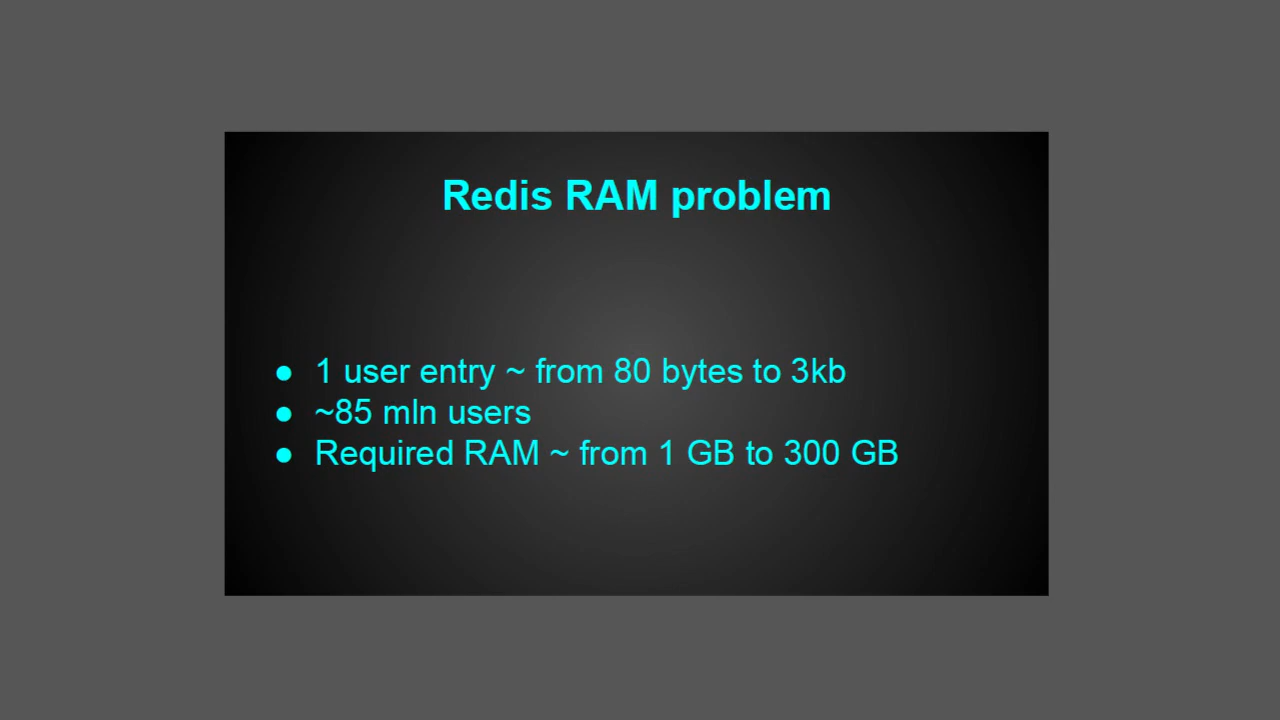 Redis RAM problem
● 1 user entry ~ from 80 bytes to 3kb
● ~85 mln users
● Required RAM ~ from 1 GB to 300 GB